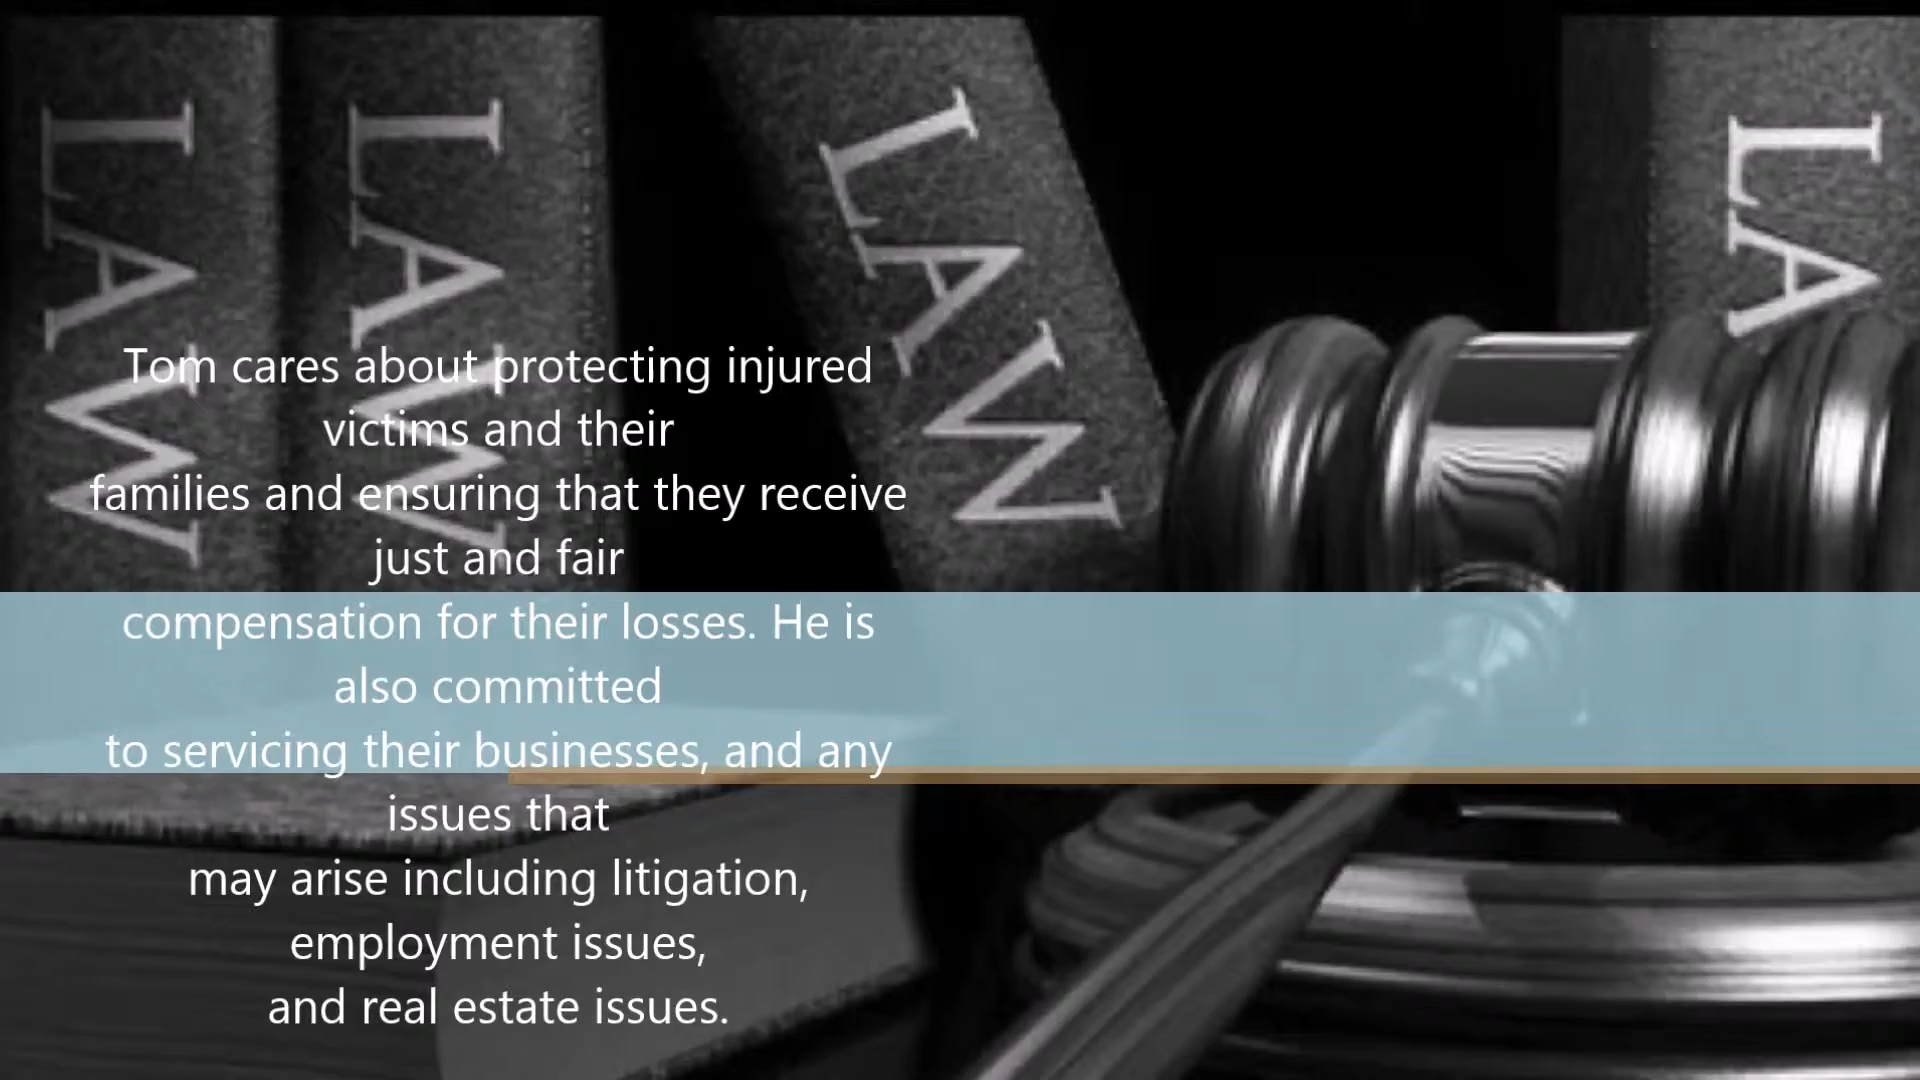 LAW
LAW
LAW
LA
Tom cares about protecting injured
victims and their
families and ensuring that they receive
just and fair
compensation for their losses. He is
also committed
to servicing their businesses, and any
issues that
may arise including litigation,
employment issues,
and real estate issues.